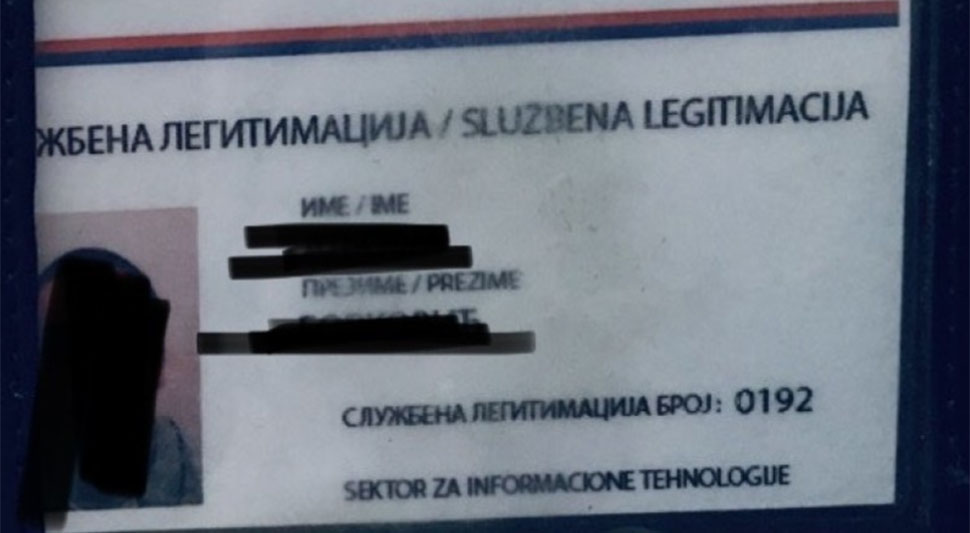 ЖБЕНА ЛЕГИТИМАЦИЈА / SLUZBENA LEGITIMACIJA
ИМЕ / IME
ПРЕЗИМЕ / PREZIME
СЛУЖБЕНА ЛЕГИТИМАЦИЈА БРОЈ: 0192
SEKTOR ZA INFORMACIONE TEHNOLOGIJE